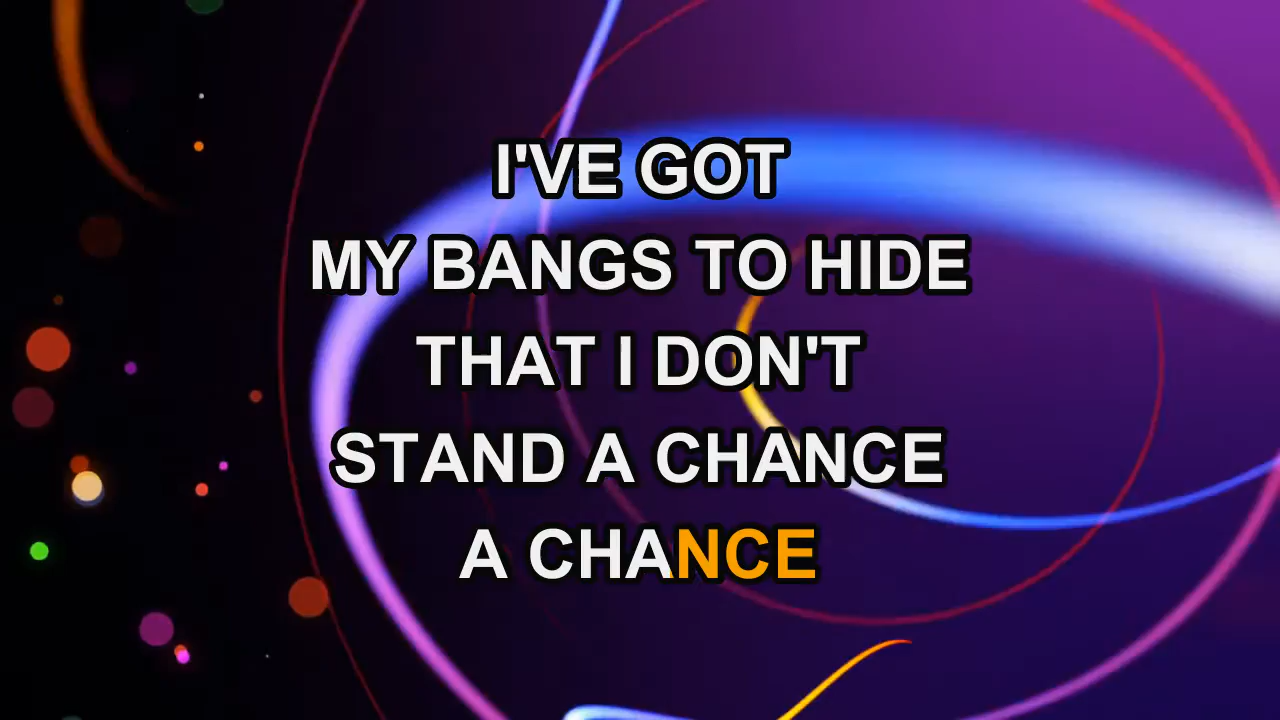 I'VE GOT
MY BANGS TO HIDE
THAT I DON'T
STAND A CHANCE
A CHANCE